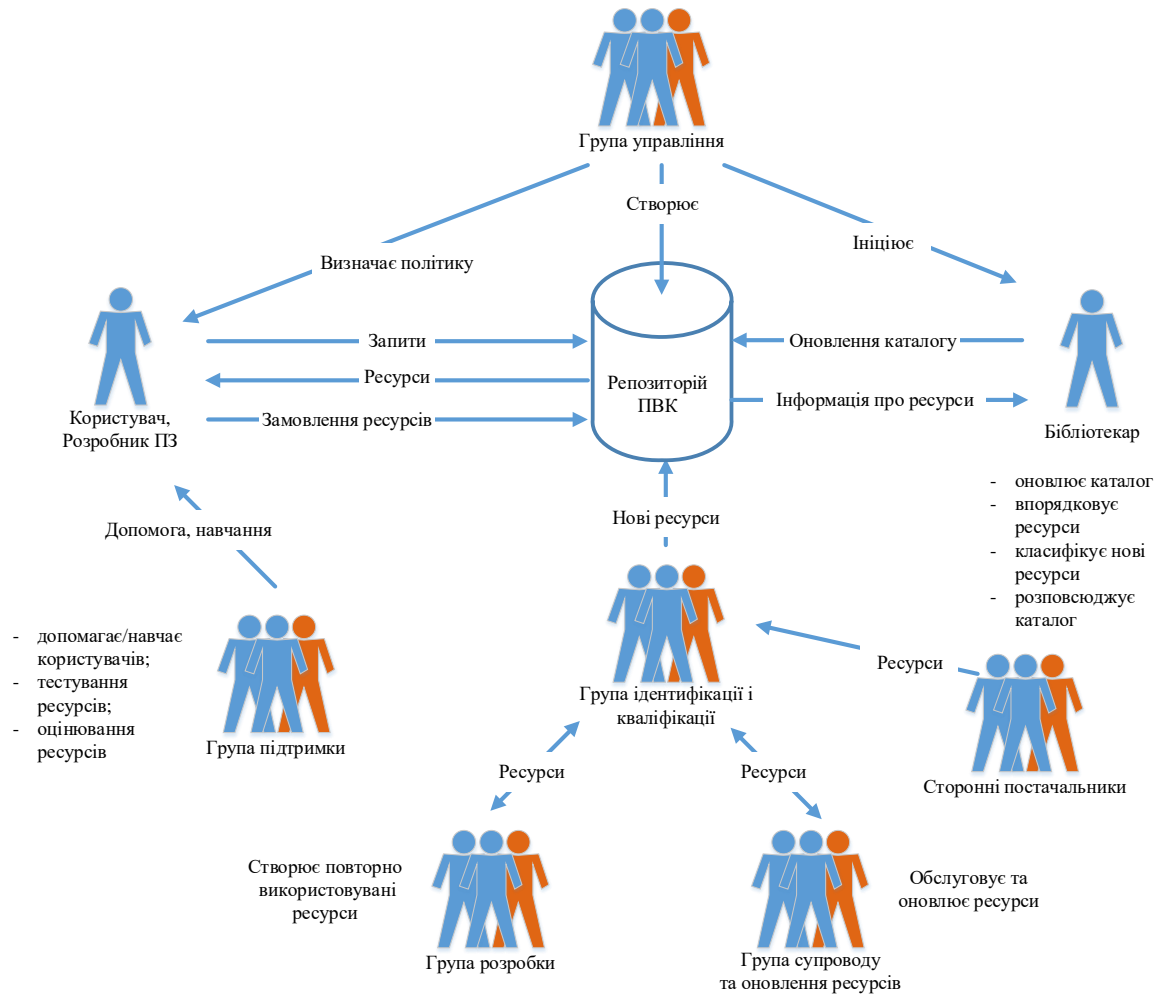 Група управління
Створює
Визначає політику
Ініціює
Запити
Ресурси
Замовлення ресурсів
Репозиторій
ПВК
Оновлення каталогу
Інформація про ресурси
Користувач,
Розробник ПЗ
Бібліотекар
- оновлює каталог
- впорядковує
ресурси
- класифікує нові
ресурси
- розповсюджує
каталог
Допомога, навчання
Нові ресурси
- допомагає/навчає
користувачів;
- тестування
ресурсів;
- оцінювання
ресурсів
Група підтримки
Група ідентифікації і
кваліфікації
Ресурси
Сторонні постачальники
Ресурси
Ресурси
Створює повторно
використовувані
ресурси
Група розробки
Обслуговує та
оновлює ресурси
Група супроводу
та оновлення ресурсів